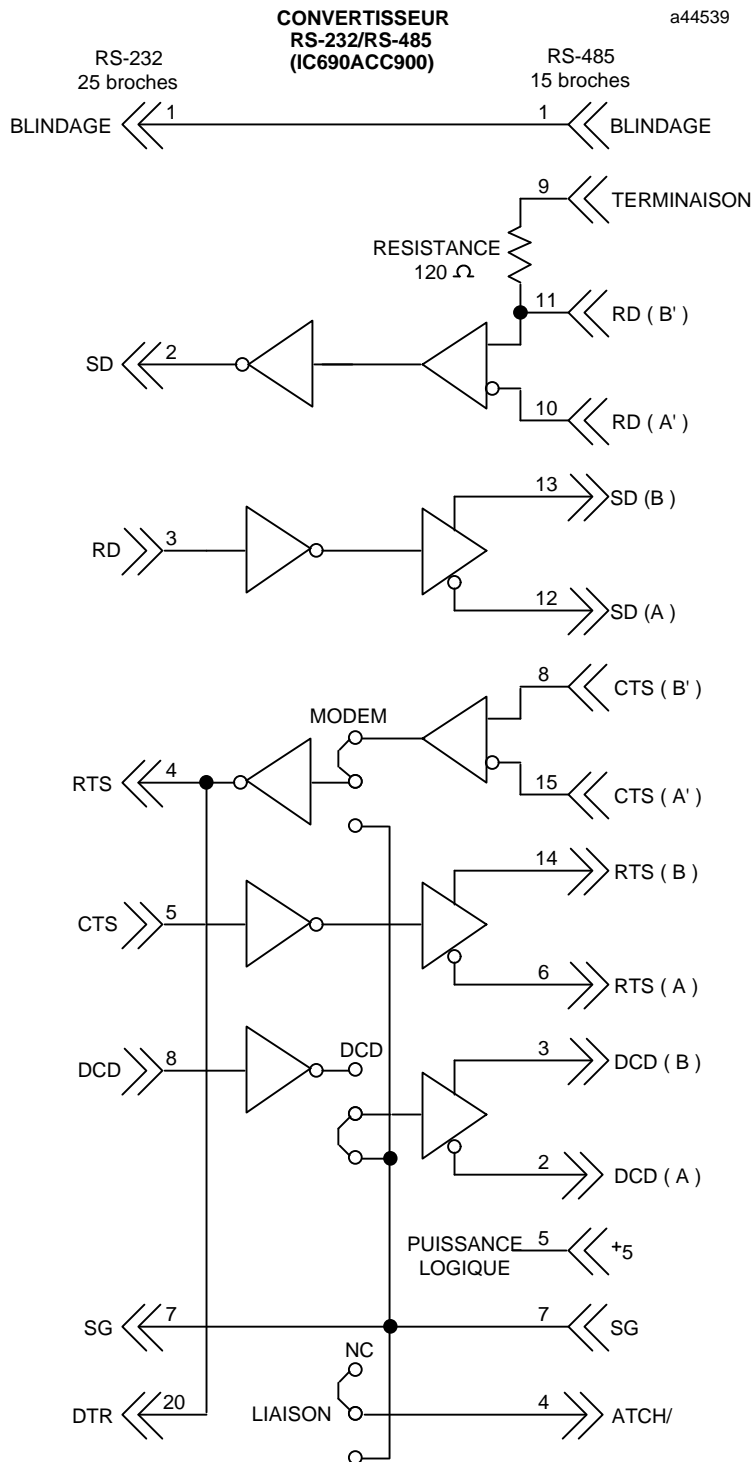 CONVERTISSEUR
RS-232/RS-485
(IC690ACC900)
a44539
RS-232
25 broches
RS-485
15 broches
BLINDAGE 1 1 BLINDAGE
9 TERMINAISON
RESISTANCE
120 Ω
11 RD ( B' )
SD 2
10 RD ( A' )
13 SD (B )
RD 3
12 SD (A )
8 CTS ( B' )
MODEM
RTS 4
15 CTS ( A' )
14 RTS ( B )
CTS 5
6 RTS ( A )
DCD 8 DCD
3 DCD ( B )
2 DCD ( A )
PUISSANCE 5 +5
LOGIQUE
SG 7 7 SG
NC
DTR 20 LIAISON 4 ATCH/